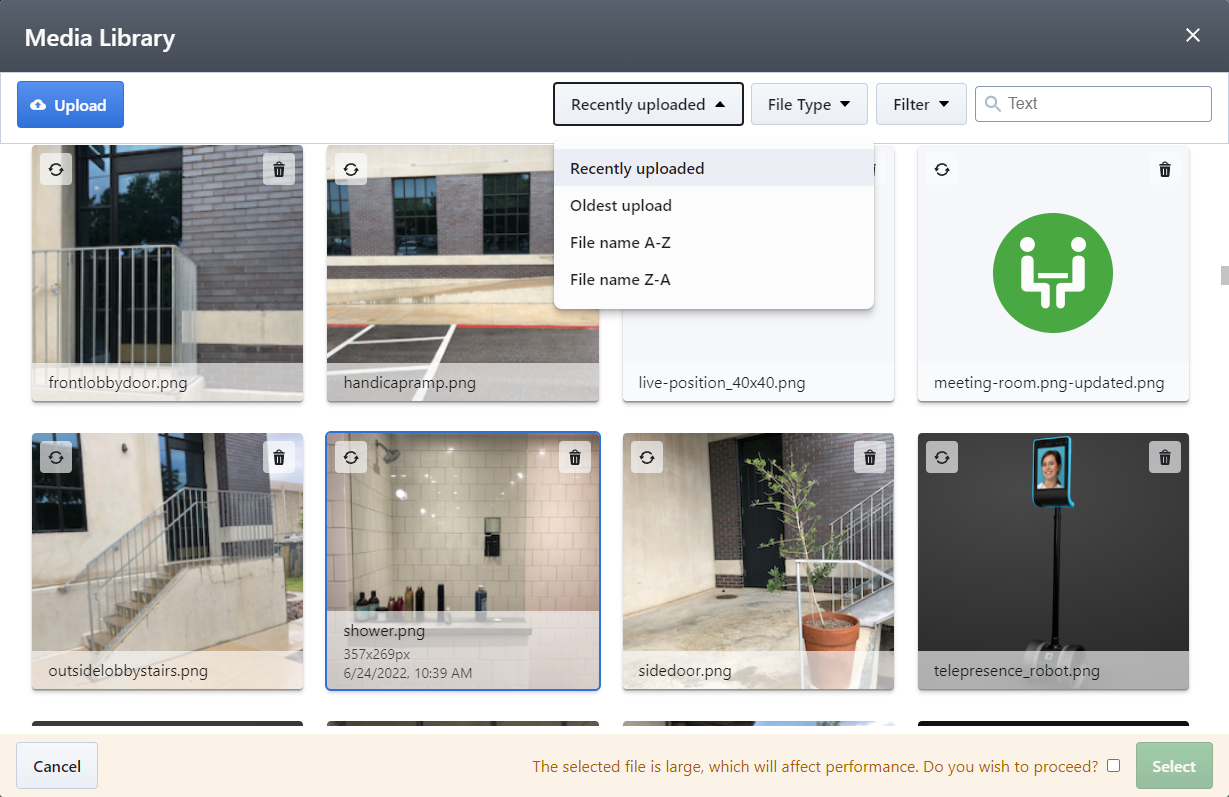 Media Library
Upload
Recently uploaded
File Type
Filter
Text
Recently uploaded
Oldest upload
File name A-Z
File name Z-A
frontlobbydoor.png
handicapramp.png
live-position_40x40.png
meeting-room.png-updated.png
outsidelobbystairs.png
shower.png
357x269px
6/24/2022, 10:39 AM
sidedoor.png
telepresence_robot.png
Cancel
The selected file is large, which will affect performance. Do you wish to proceed?
Select